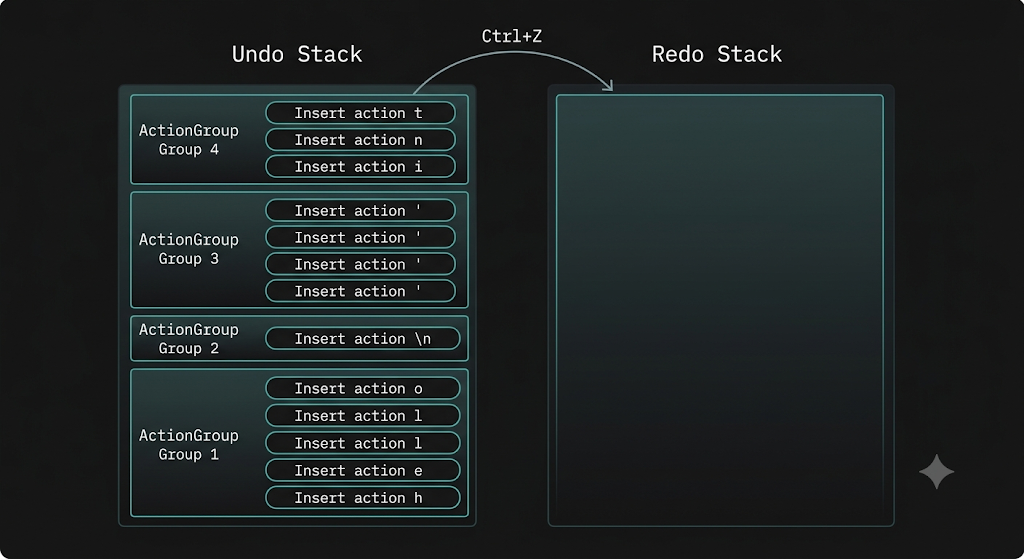 Ctrl+Z
Undo Stack
Redo Stack
ActionGroup
Group 4
Insert action t
Insert action n
Insert action i
ActionGroup
Group 3
Insert action '
Insert action '
Insert action '
Insert action '
ActionGroup
Group 2
Insert action \n
ActionGroup
Group 1
Insert action o
Insert action l
Insert action l
Insert action e
Insert action h